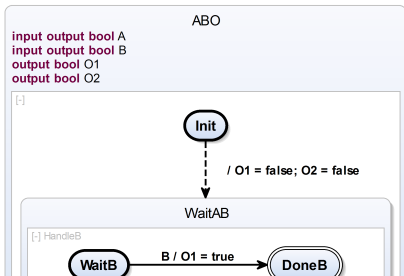 ABO
input output bool A
input output bool B
output bool O1
output bool O2
[-]
Init
/ O1 = false; O2 = false
WaitAB
[-] HandleB
WaitB
B / O1 = true
DoneB